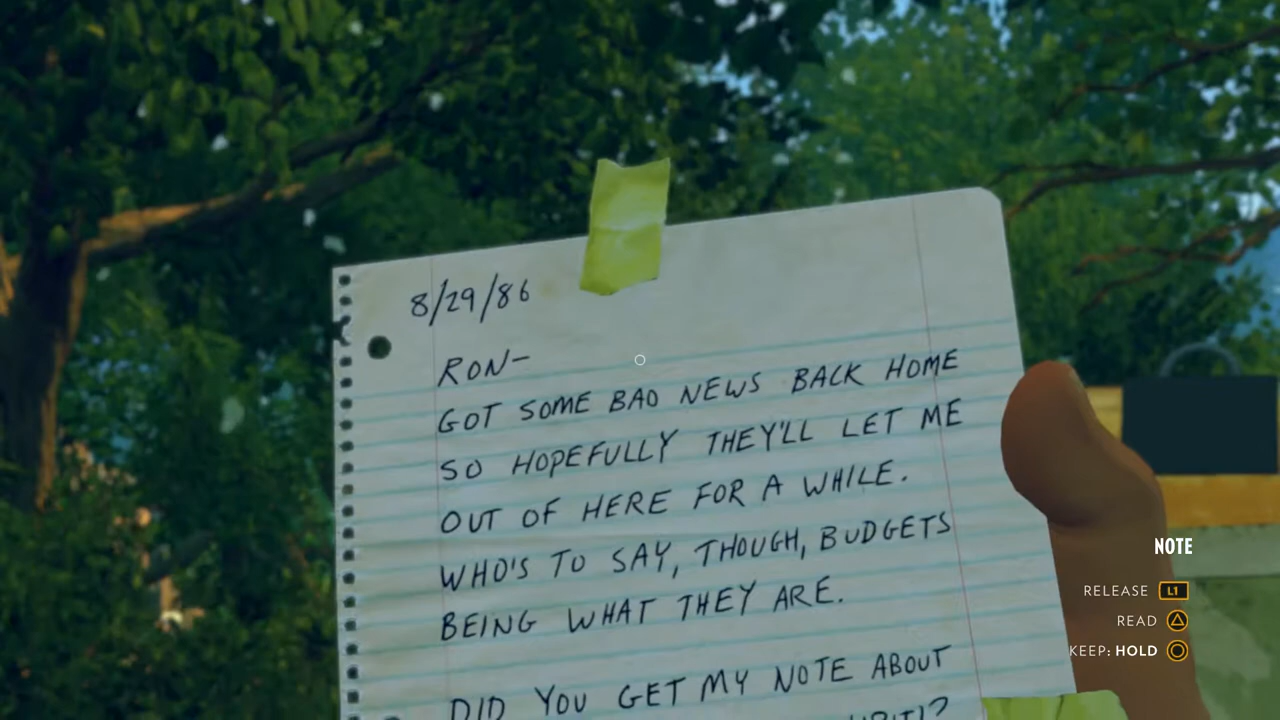 8/29/86
RON-
GOT SOME BAD NEWS BACK HOME
SO HOPEFULLY THEY'LL LET ME
OUT OF HERE FOR A WHILE.
WHO'S TO SAY, THOUGH, BUDGETS
BEING WHAT THEY ARE.
DID YOU GET MY NOTE ABOUT
NOTE
RELEASE L1
READ
KEEP: HOLD